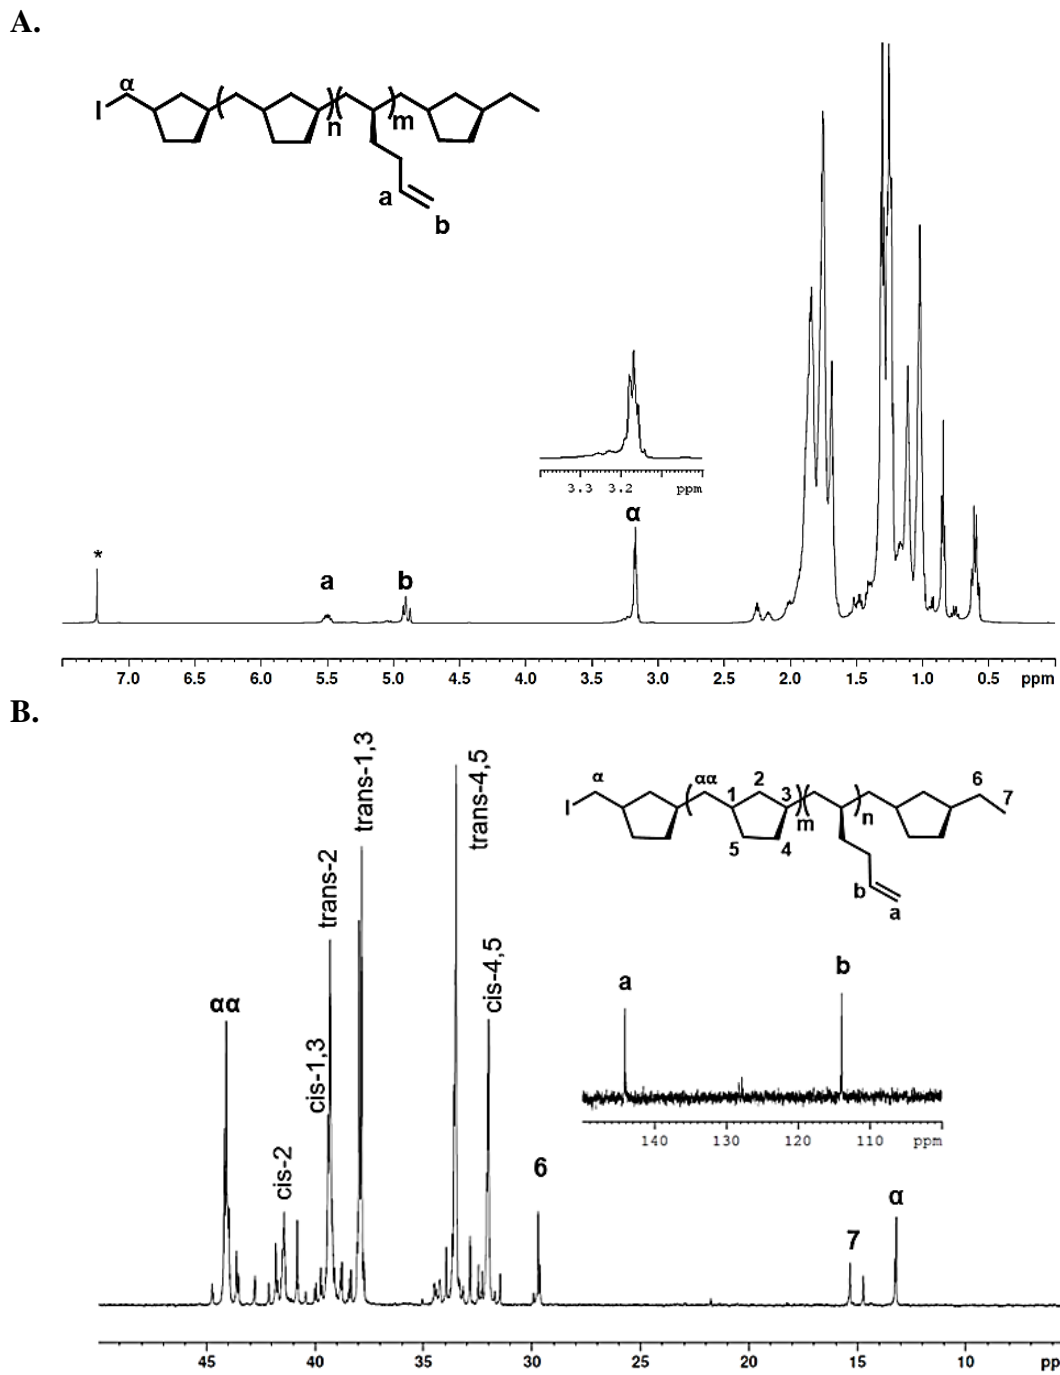 A.
α
I
n
m
a
b
3.3 3.2 ppm
α
*
a
b
7.0 6.5 6.0 5.5 5.0 4.5 4.0 3.5 3.0 2.5 2.0 1.5 1.0 0.5 ppm
B.
αα
cis-2
cis-1,3
trans-2
trans-1,3
trans-4,5
cis-4,5
α
αα
2
6
I
1
3
7
m
n
5
4
b
a
a
b
140 130 120 110 ppm
6
7
α
45 40 35 30 25 20 15 10 pp